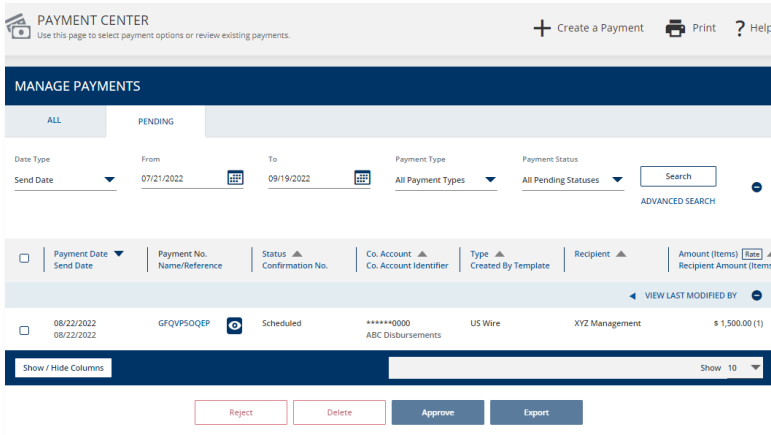 PAYMENT CENTER
Use this page to select payment options or review existing payments.
Create a Payment
Print
? Help
MANAGE PAYMENTS
ALL
PENDING
Date Type
From
To
Payment Type
Payment Status
Send Date
07/21/2022
09/19/2022
All Payment Types
All Pending Statuses
Search
ADVANCED SEARCH
Payment Date
Payment No.
Status
Co. Account
Type
Recipient
Amount (Items) Rate
Send Date
Name/Reference
Confirmation No.
Co. Account Identifier
Created By Template
Recipient Amount (Items
VIEW LAST MODIFIED BY
08/22/2022
GFQVP5OQEP
Scheduled
******0000
US Wire
XYZ Management
$ 1,500.00 (1)
08/22/2022
ABC Disbursements
Show / Hide Columns
Show 10
Reject
Delete
Approve
Export